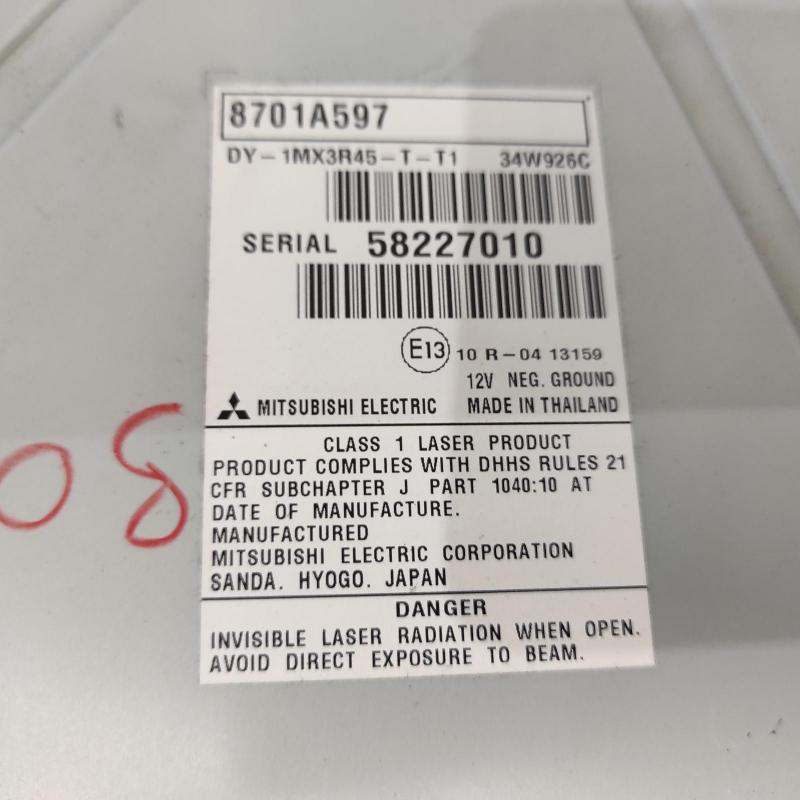 8701A597
DY-1MX3R45-T-T1 34W926C
SERIAL 58227010
E13 10 R-04 13159
12V NEG. GROUND
MITSUBISHI ELECTRIC MADE IN THAILAND
CLASS 1 LASER PRODUCT
PRODUCT COMPLIES WITH DHHS RULES 21
CFR SUBCHAPTER J PART 1040:10 AT
DATE OF MANUFACTURE.
MANUFACTURED
MITSUBISHI ELECTRIC CORPORATION
SANDA. HYOGO. JAPAN
DANGER
INVISIBLE LASER RADIATION WHEN OPEN.
AVOID DIRECT EXPOSURE TO BEAM.
08